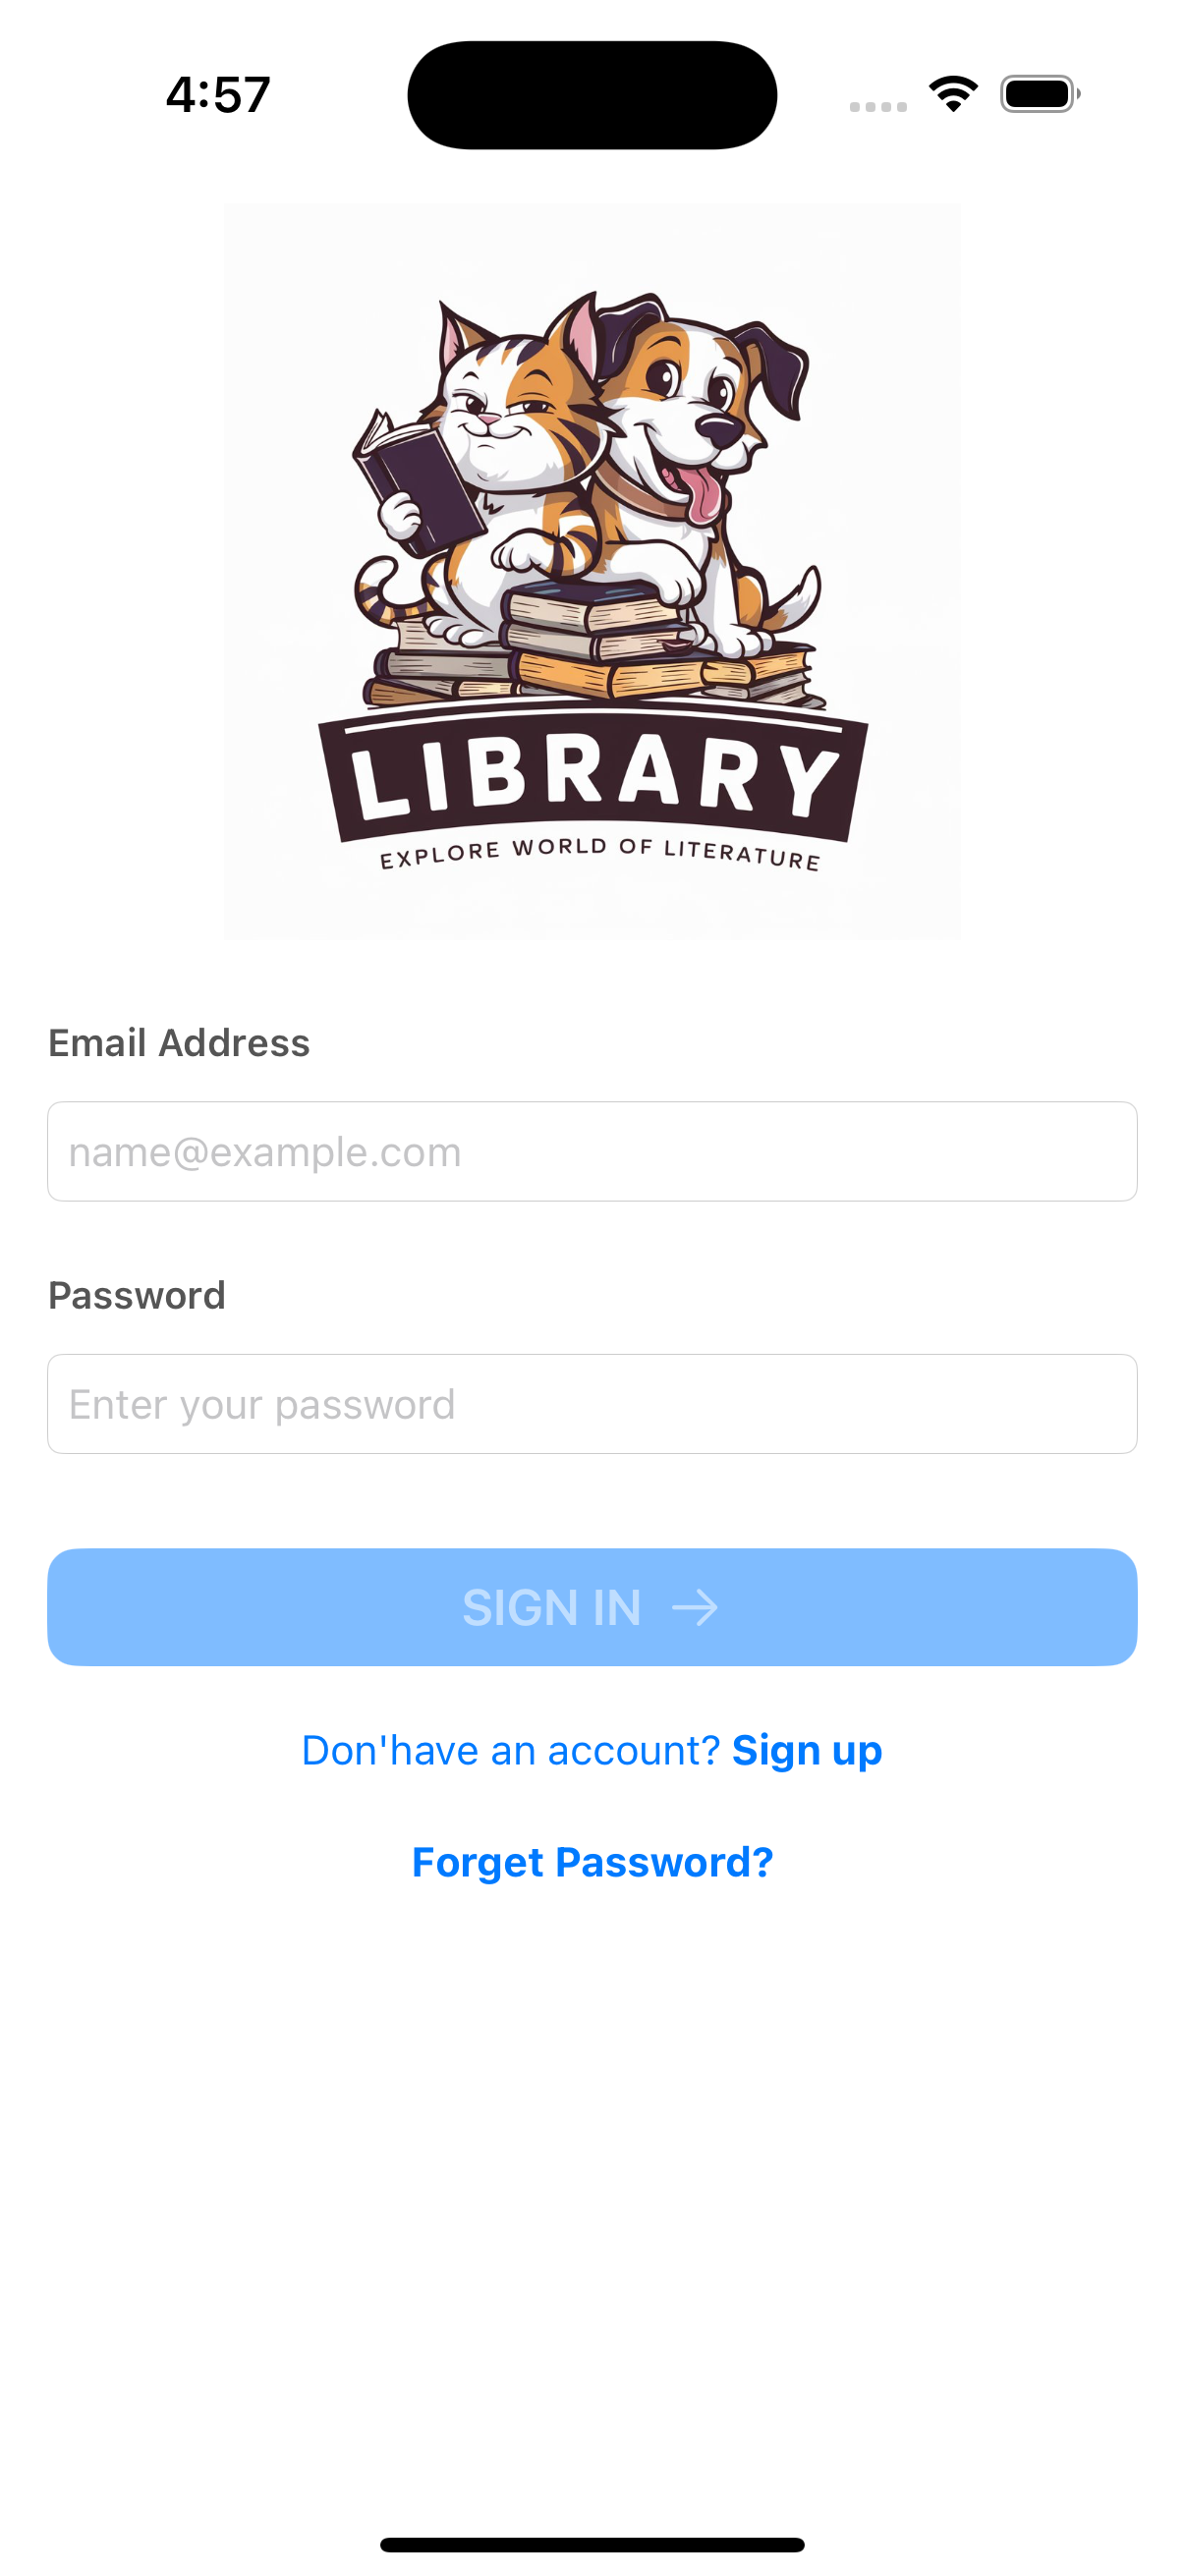 4:57
LIBRARY
EXPLORE WORLD OF LITERATURE
Email Address
name@example.com
Password
Enter your password
SIGN IN →
Don'have an account? Sign up
Forget Password?